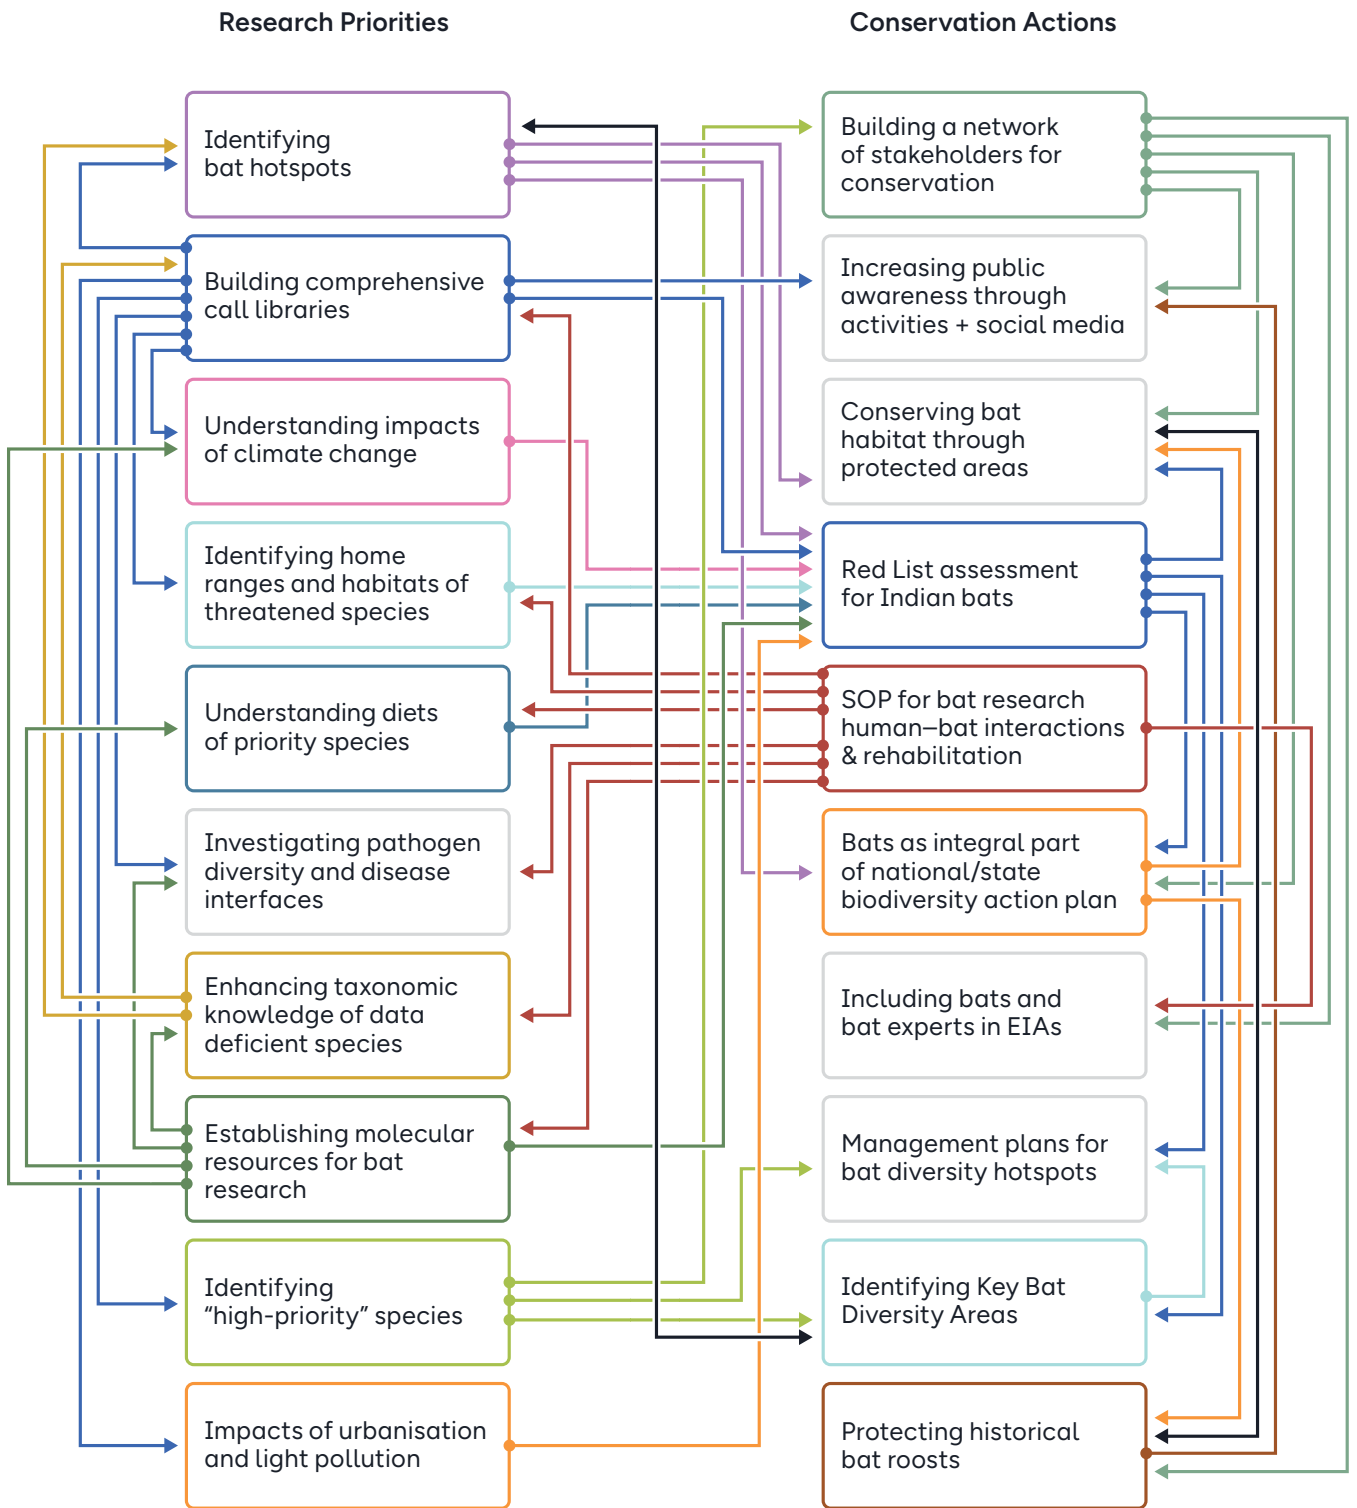 Research Priorities
Identifying
bat hotspots
Building comprehensive
call libraries
Understanding impacts
of climate change
Identifying home
ranges and habitats of
threatened species
Understanding diets
of priority species
Investigating pathogen
diversity and disease
interfaces
Enhancing taxonomic
knowledge of data
deficient species
Establishing molecular
resources for bat
research
Identifying
“high-priority” species
Impacts of urbanisation
and light pollution
Conservation Actions
Building a network
of stakeholders for
conservation
Increasing public
awareness through
activities + social media
Conserving bat
habitat through
protected areas
Red List assessment
for Indian bats
SOP for bat research
human–bat interactions
& rehabilitation
Bats as integral part
of national/state
biodiversity action plan
Including bats and
bat experts in EIAs
Management plans for
bat diversity hotspots
Identifying Key Bat
Diversity Areas
Protecting historical
bat roosts